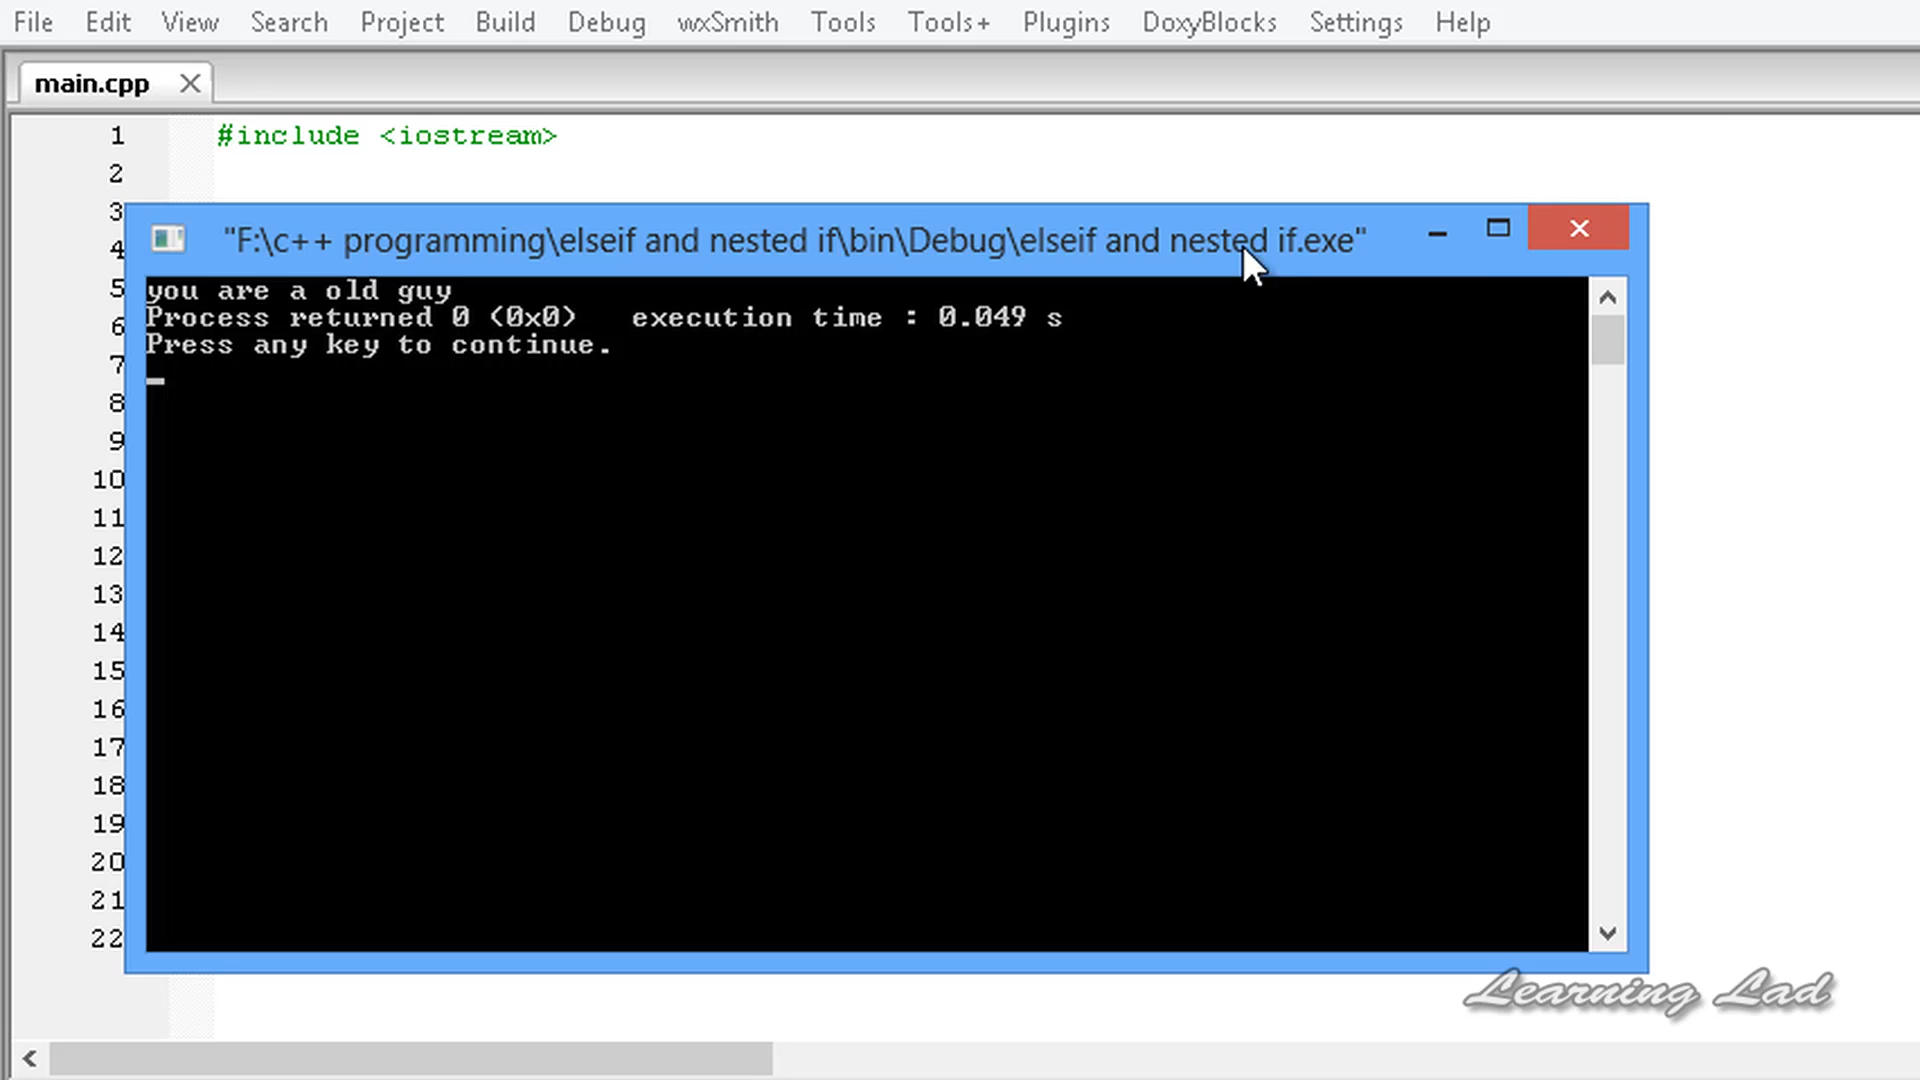 File Edit View Search Project Build Debug wxSmith Tools Tools+ Plugins DoxyBlocks Settings Help
main.cpp
1 #include <iostream>
2
3
"F:\c++ programming\elseif and nested if\bin\Debug\elseif and nested if.exe"
4
5
you are a old guy
Process returned 0 (0x0)   execution time : 0.049 s
6
Press any key to continue.
7
8
9
10
11
12
13
14
15
16
17
18
19
20
21
22
Learning Lad